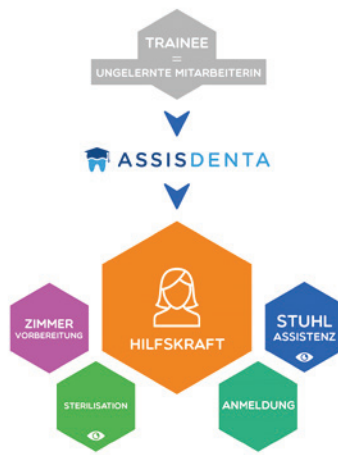 TRAINEE
=
UNGELERNTE MITARBEITERIN
ASSISDENTA
HILFSKRAFT
ZIMMER
VORBEREITUNG
STUHL
ASSISTENZ
STERILISATION
ANMELDUNG